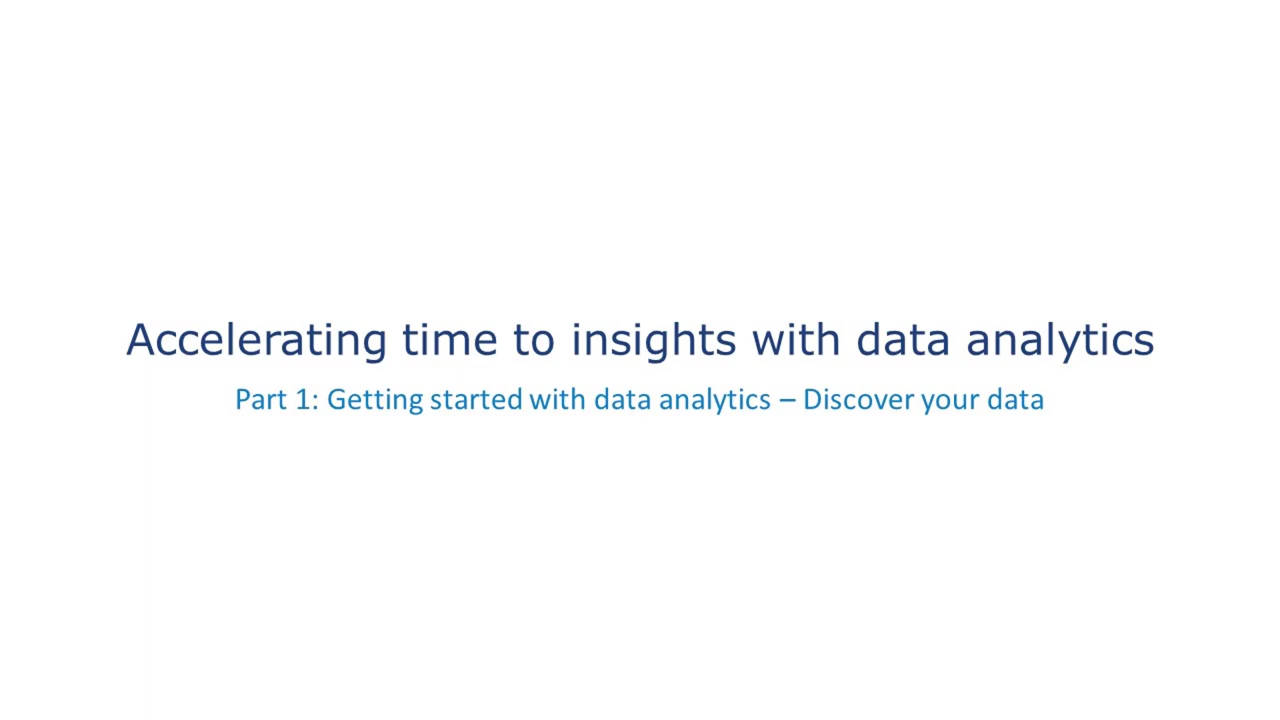 Accelerating time to insights with data analytics
Part 1: Getting started with data analytics – Discover your data